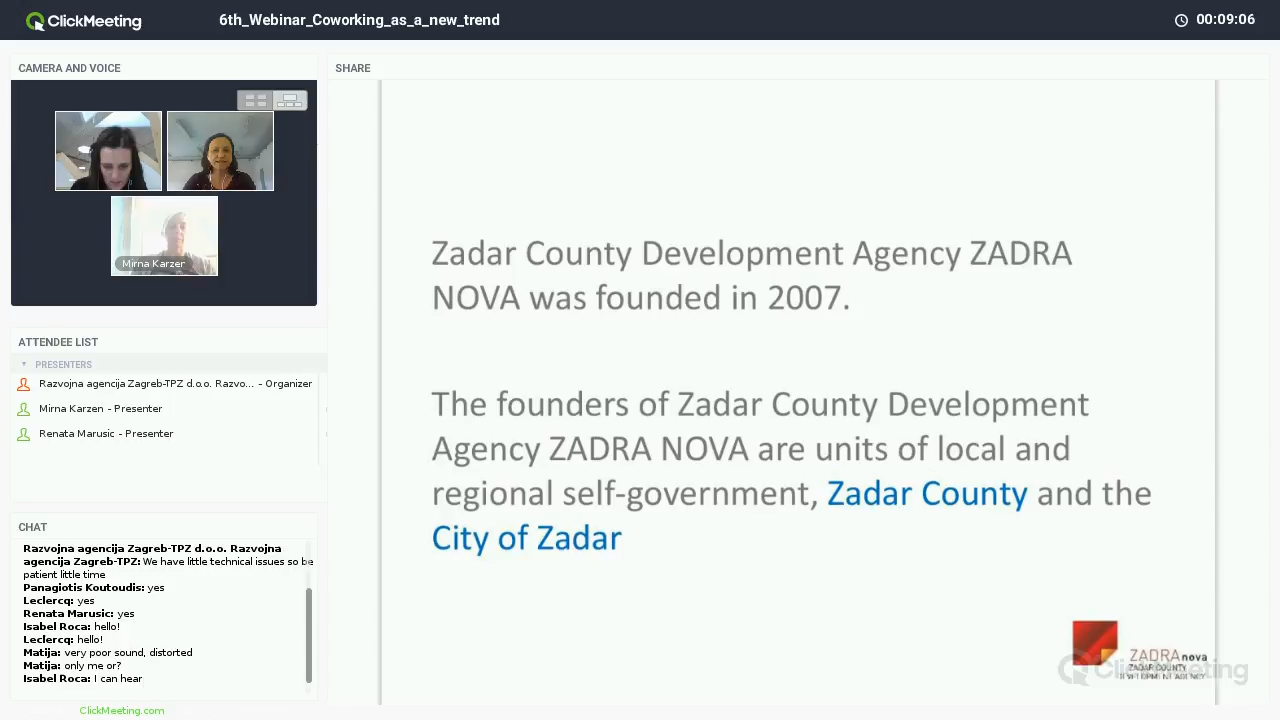 ClickMeeting
6th_Webinar_Coworking_as_a_new_trend
00:09:06
CAMERA AND VOICE
Mirna Karzen
ATTENDEE LIST
PRESENTERS
Razvojna agencija Zagreb-TPZ d.o.o. Razvo... - Organizer
Mirna Karzen - Presenter
Renata Marusic - Presenter
CHAT
Razvojna agencija Zagreb-TPZ d.o.o. Razvojna
agencija Zagreb-TPZ: We have little technical issues so be
patient little time
Panagiotis Koutoudis: yes
Leclercq: yes
Renata Marusic: yes
Isabel Roca: hello!
Leclercq: hello!
Matija: very poor sound, distorted
Matija: only me or?
Isabel Roca: I can hear
ClickMeeting.com
SHARE
Zadar County Development Agency ZADRA
NOVA was founded in 2007.
The founders of Zadar County Development
Agency ZADRA NOVA are units of local and
regional self-government, Zadar County and the
City of Zadar
ZADRA nova
ZADAR COUNTY
DEVELOPMENT AGENCY
ClickMeeting